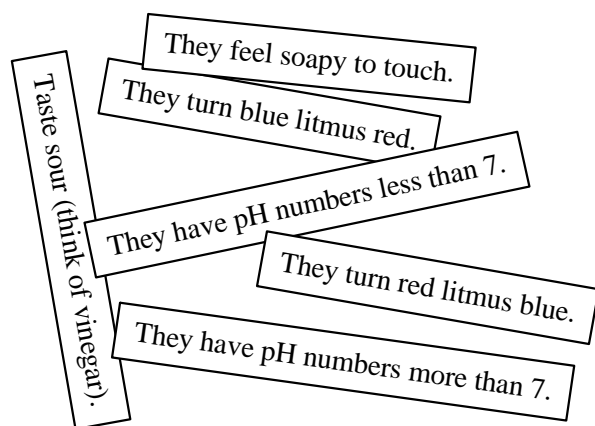 They feel soapy to touch.
They turn blue litmus red.
Taste sour (think of vinegar).
They have pH numbers less than 7.
They turn red litmus blue.
They have pH numbers more than 7.